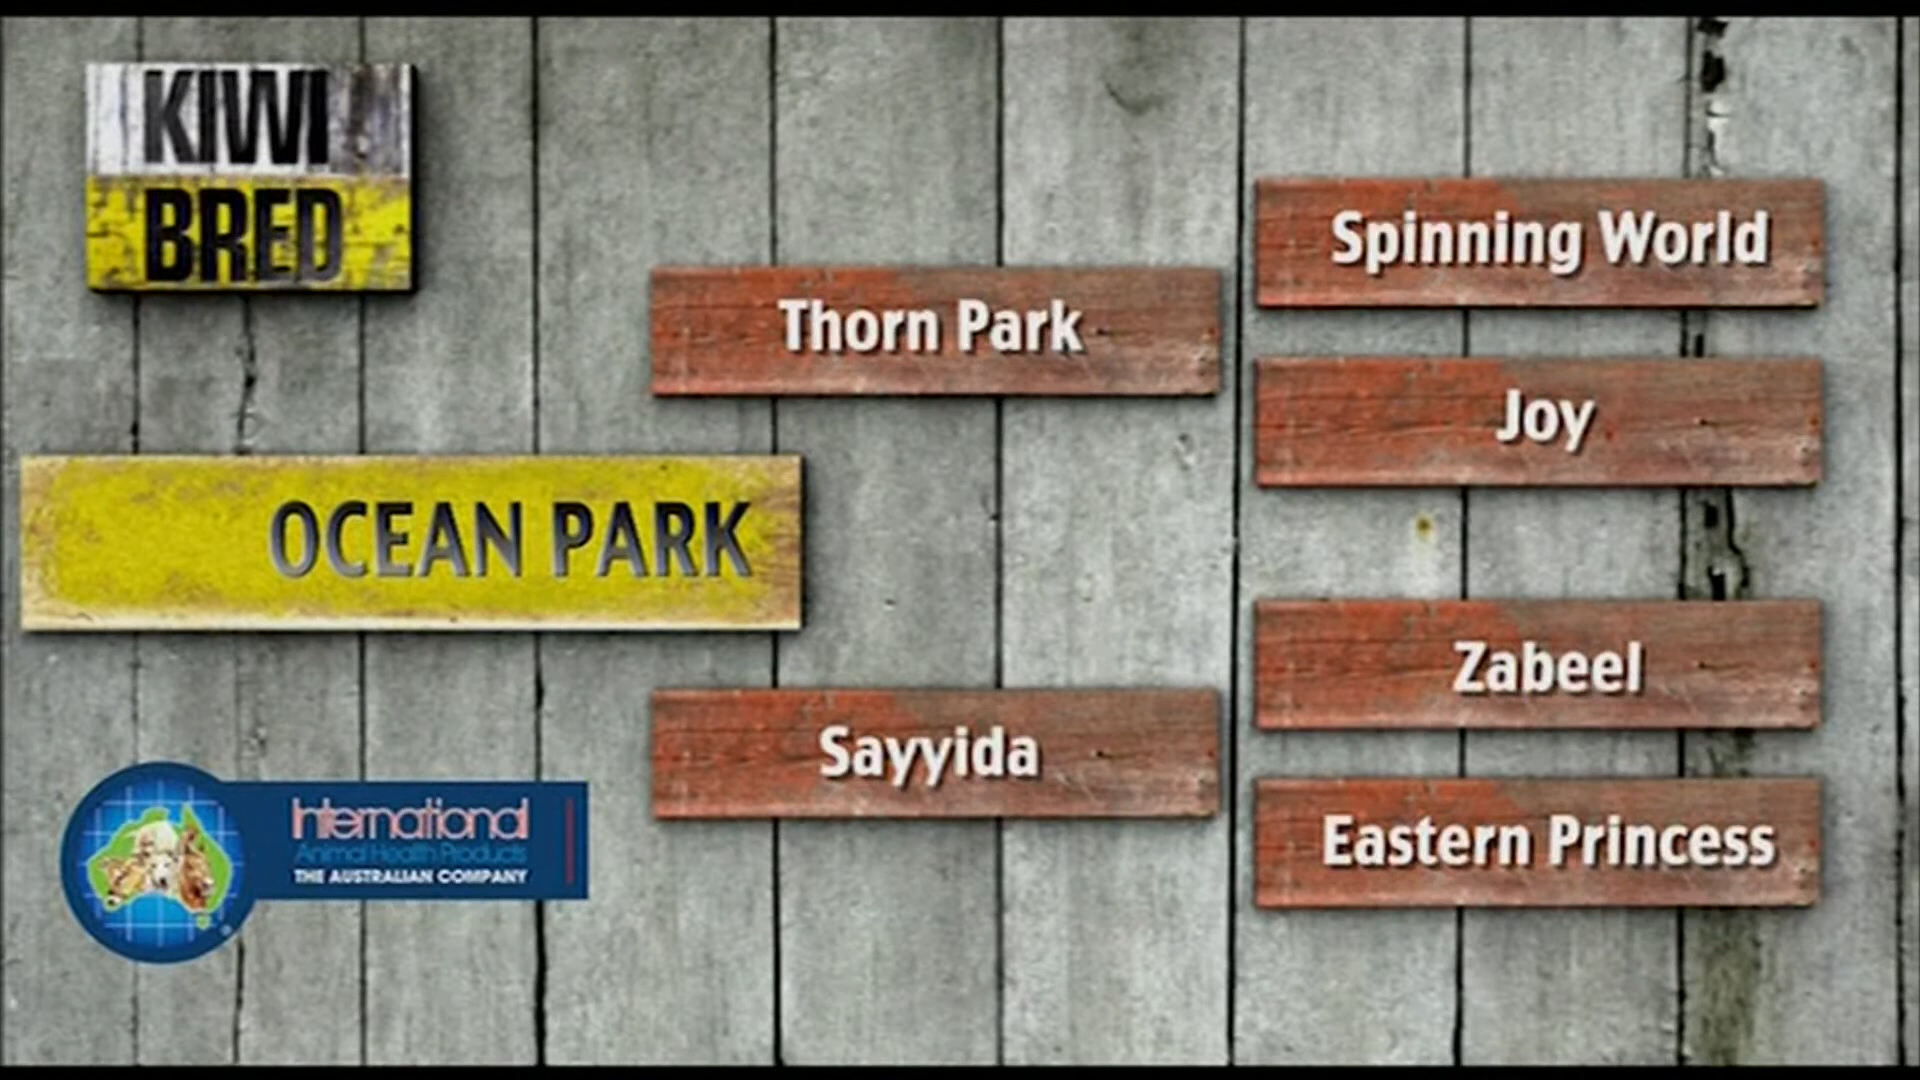 KIWI
BRED
Spinning World
Thorn Park
Joy
OCEAN PARK
Zabeel
Sayyida
Eastern Princess
International
Animal Health Products
THE AUSTRALIAN COMPANY